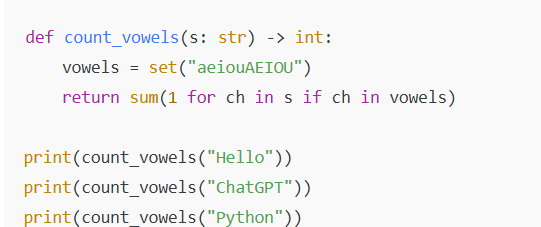 def count_vowels(s: str) -> int:
    vowels = set("aeiouAEIOU")
    return sum(1 for ch in s if ch in vowels)
print(count_vowels("Hello"))
print(count_vowels("ChatGPT"))
print(count_vowels("Python"))